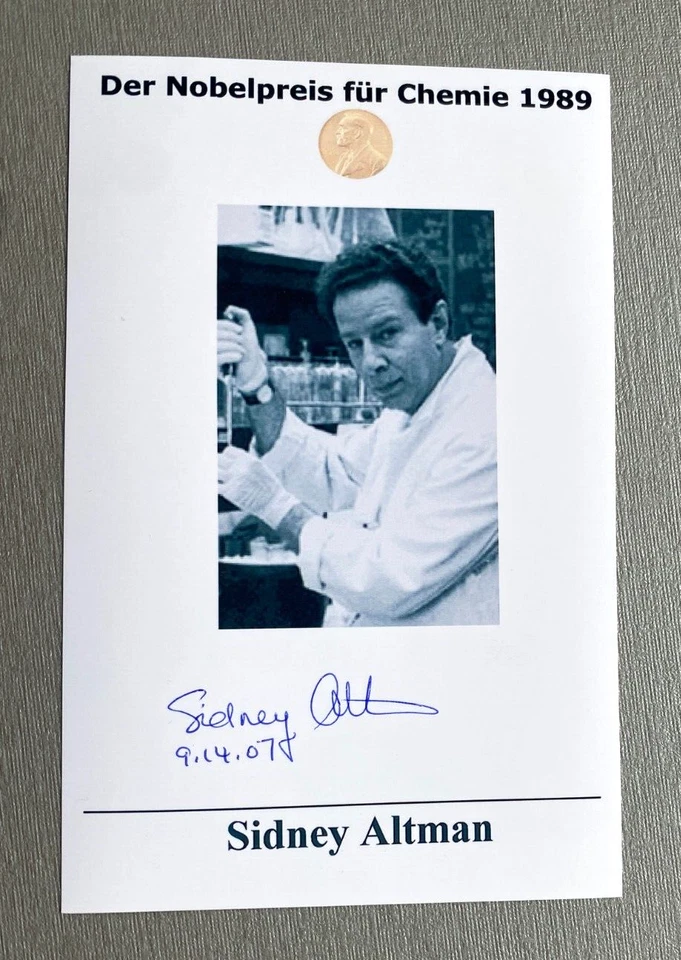 Der Nobelpreis für Chemie 1989
Sidney Altman
9.14.07
Sidney Altman